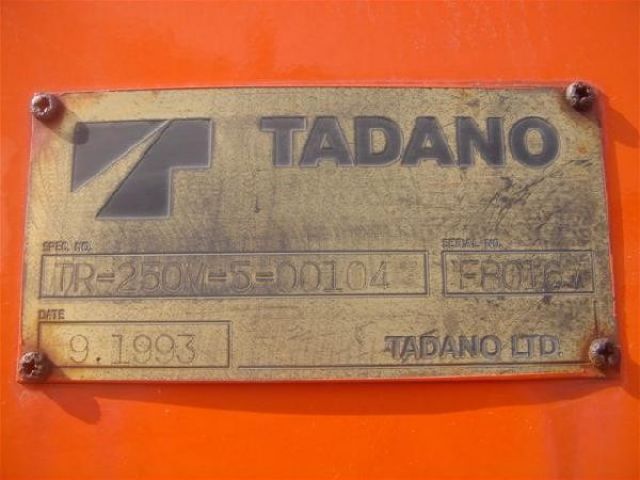 TADANO
SPEC. NO. SERIAL NO.
TR-250M-5-00104
DATE
9.1993 TADANO LTD.